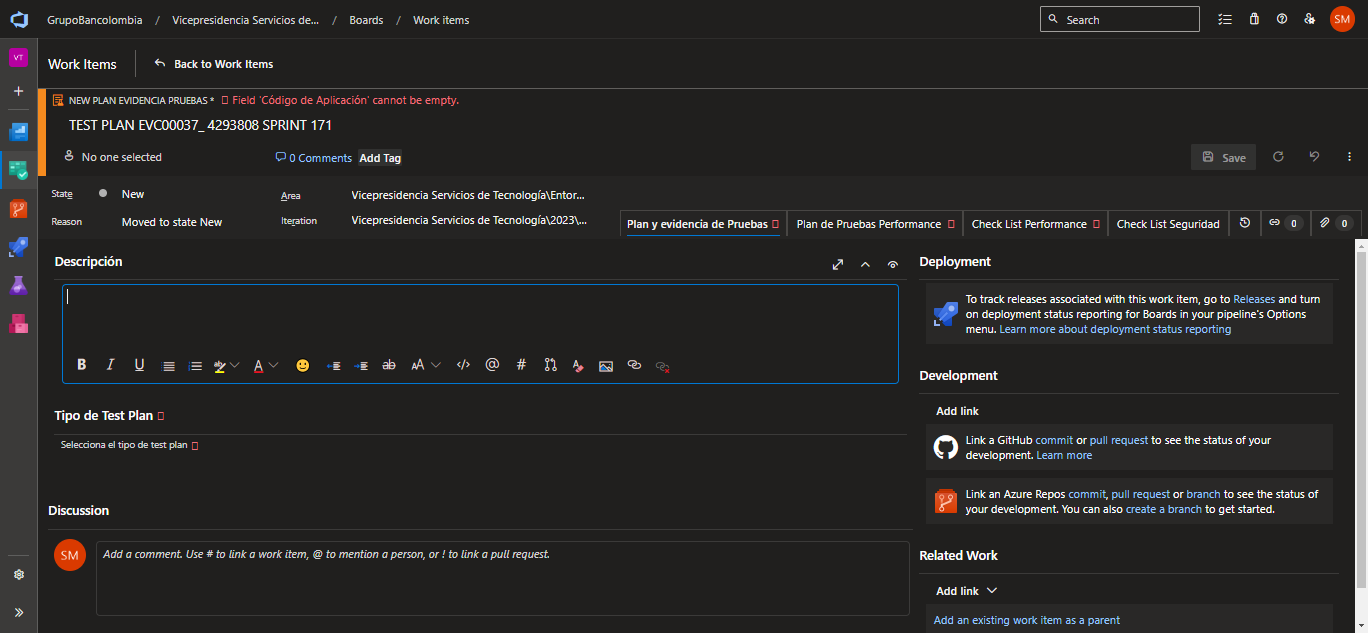 GrupoBancolombia / Vicepresidencia Servicios de... / Boards / Work items
Search
SM
VT
Work Items
Back to Work Items
NEW PLAN EVIDENCIA PRUEBAS * Field 'Código de Aplicación' cannot be empty.
TEST PLAN EVC00037_ 4293808 SPRINT 171
No one selected
0 Comments
Add Tag
Save
State
New
Area
Vicepresidencia Servicios de Tecnología\Entor...
Reason
Moved to state New
Iteration
Vicepresidencia Servicios de Tecnología\2023\...
Plan y evidencia de Pruebas
Plan de Pruebas Performance
Check List Performance
Check List Seguridad
0
0
Descripción
Tipo de Test Plan
Selecciona el tipo de test plan
Discussion
SM
Add a comment. Use # to link a work item, @ to mention a person, or ! to link a pull request.
Deployment
To track releases associated with this work item, go to Releases and turn
on deployment status reporting for Boards in your pipeline's Options
menu. Learn more about deployment status reporting
Development
Add link
Link a GitHub commit or pull request to see the status of your
development. Learn more
Link an Azure Repos commit, pull request or branch to see the status of
your development. You can also create a branch to get started.
Related Work
Add link
Add an existing work item as a parent